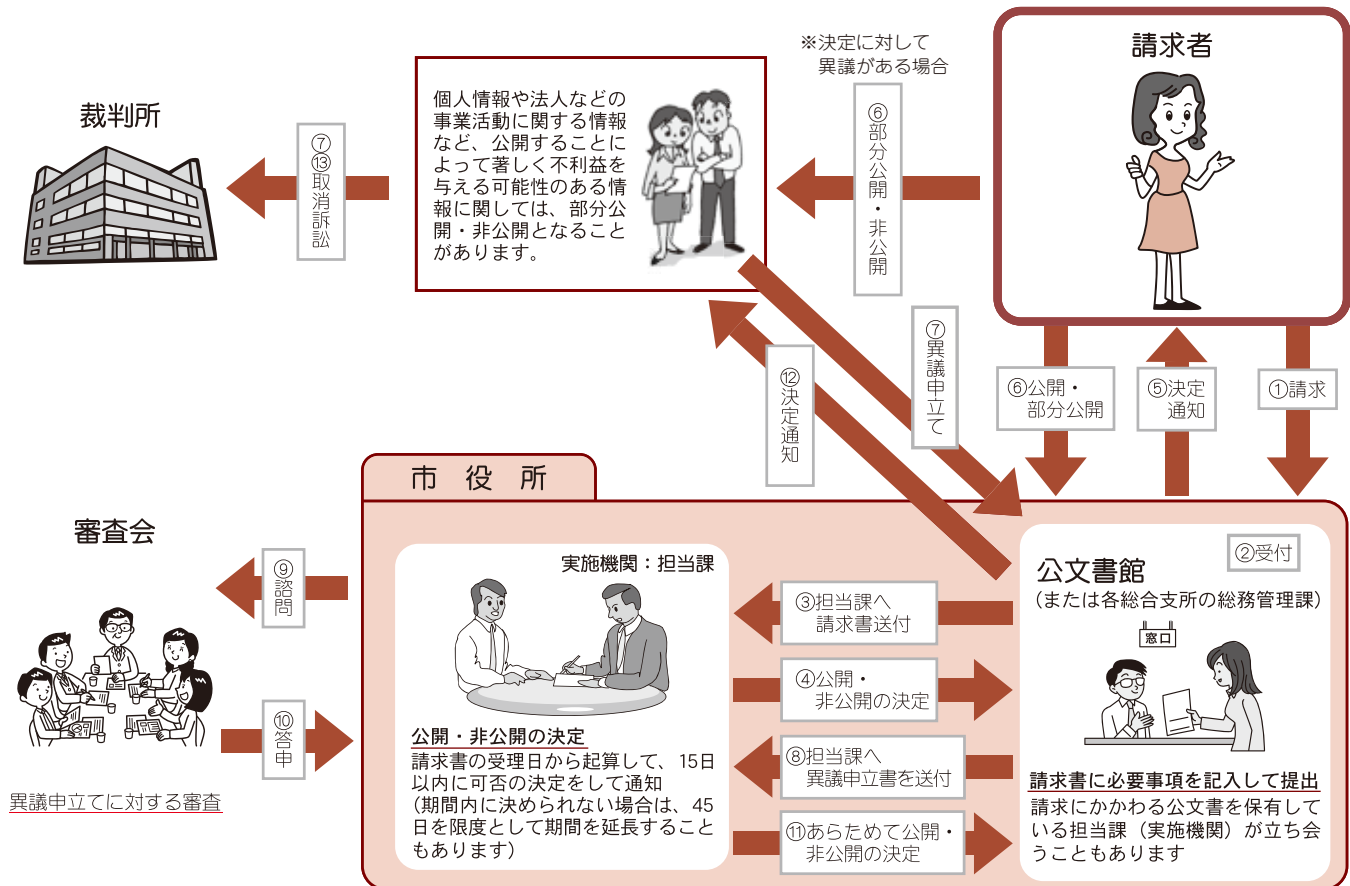 ※決定に対して
異議がある場合
請求者
裁判所
⑦⑬取消訴訟
個人情報や法人などの
事業活動に関する情報
など、公開することに
よって著しく不利益を
与える可能性のある情
報に関しては、部分公
開・非公開となること
があります。
⑥部分公開・非公開
⑦異議申立て
⑫決定通知
⑥公開・
部分公開
⑤決定
通知
①請求
市役所
審査会
⑨諮問
⑩答申
異議申立てに対する審査
実施機関：担当課
公開・非公開の決定
請求書の受理日から起算して、15日
以内に可否の決定をして通知
（期間内に決められない場合は、45
日を限度として期間を延長すること
もあります）
③担当課へ
請求書送付
④公開・
非公開の決定
⑧担当課へ
異議申立書を送付
⑪あらためて公開・
非公開の決定
②受付
公文書館
（または各総合支所の総務管理課）
窓口
請求書に必要事項を記入して提出
請求にかかわる公文書を保有して
いる担当課（実施機関）が立ち会
うこともあります